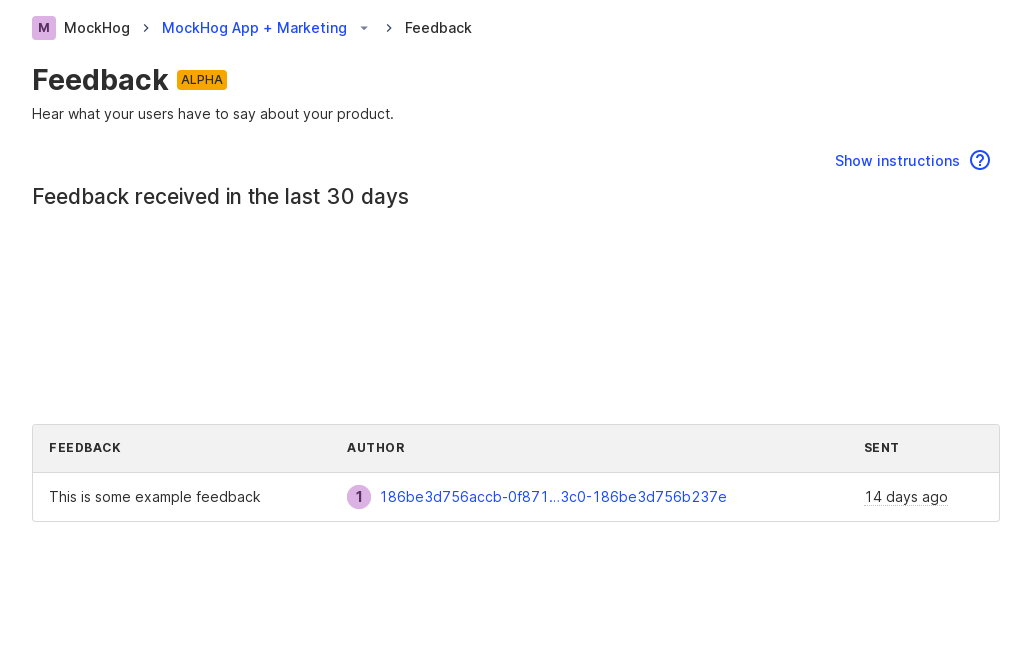 M MockHog MockHog App + Marketing Feedback
Feedback ALPHA
Hear what your users have to say about your product.
Show instructions ?
Feedback received in the last 30 days
FEEDBACK AUTHOR SENT
This is some example feedback 1 186be3d756accb-0f871…3c0-186be3d756b237e 14 days ago